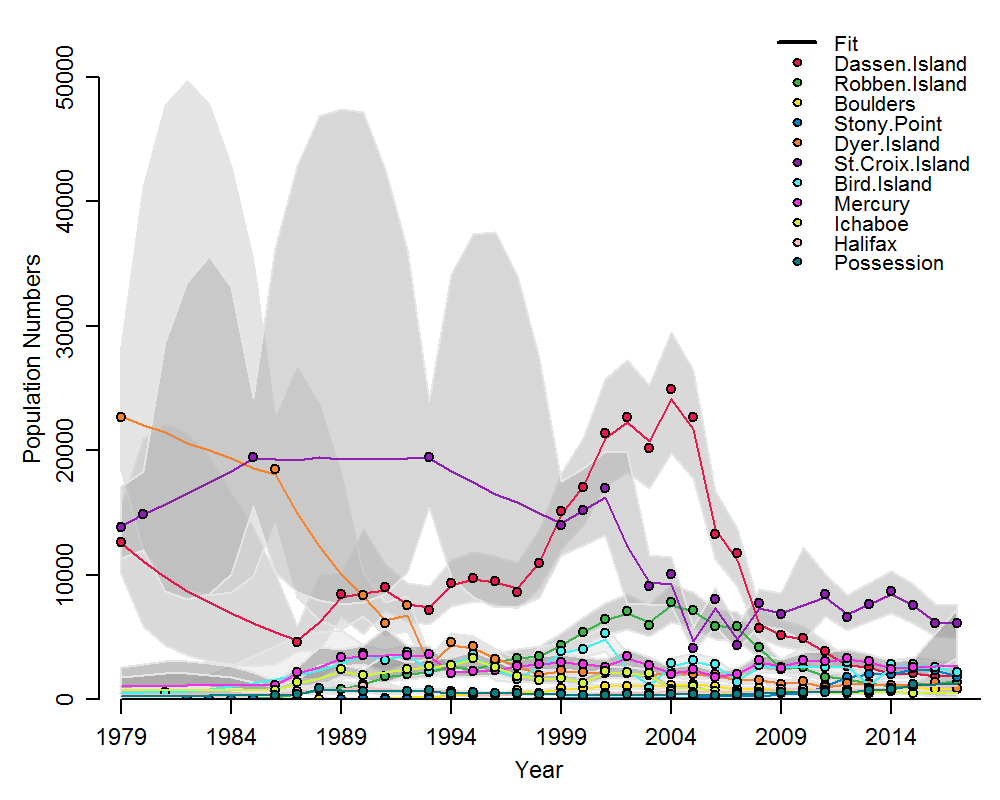 Fit
Dassen.Island
Robben.Island
Boulders
Stony.Point
Dyer.Island
St.Croix.Island
Bird.Island
Mercury
Ichaboe
Halifax
Possession
Population Numbers
50000
40000
30000
20000
10000
0
1979 1984 1989 1994 1999 2004 2009 2014
Year